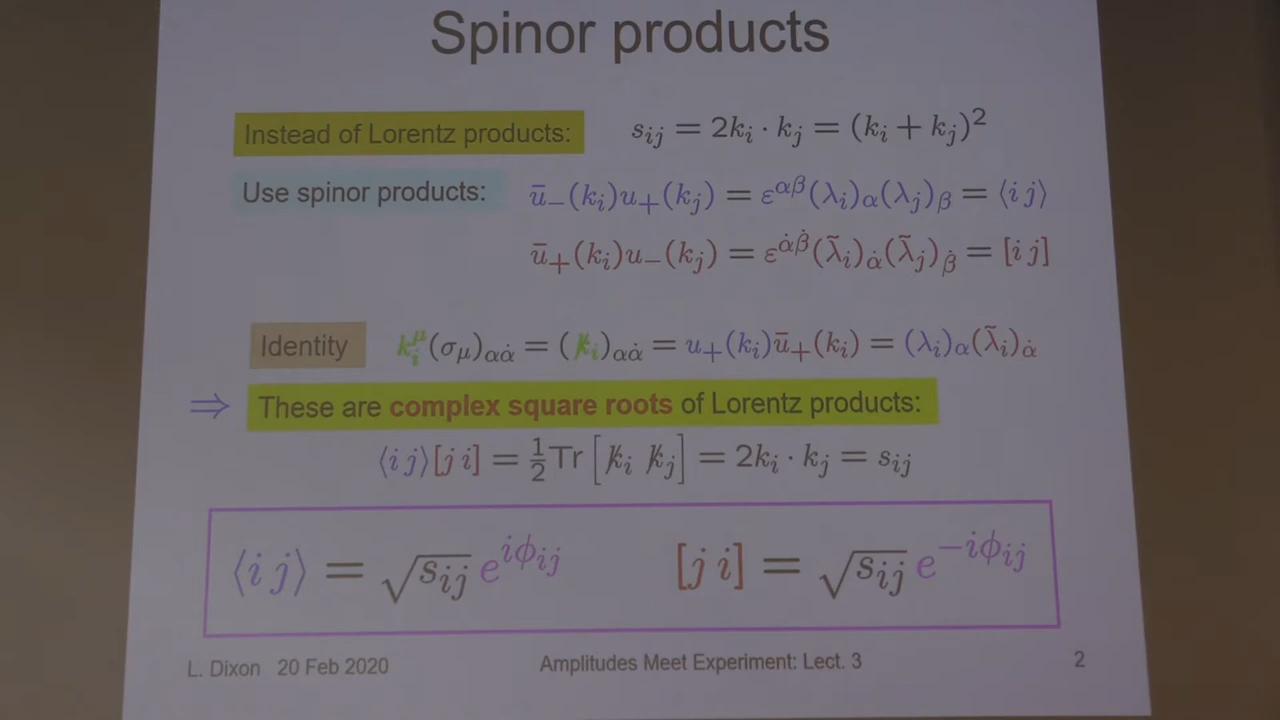 Spinor products
Instead of Lorentz products: s_{ij} = 2k_i · k_j = (k_i + k_j)^2
Use spinor products: ū_−(k_i)u_+(k_j) = ε^{αβ}(λ_i)_α(λ_j)_β = ⟨i j⟩
ū_+(k_i)u_−(k_j) = ε^{α̇β̇}(λ̃_i)_{α̇}(λ̃_j)_{β̇} = [i j]
Identity k_i^μ(σ_μ)_{αα̇} = (k̸_i)_{αα̇} = u_+(k_i)ū_+(k_i) = (λ_i)_α(λ̃_i)_{α̇}
⇒ These are complex square roots of Lorentz products:
⟨i j⟩[j i] = ½Tr[k̸_i k̸_j] = 2k_i · k_j = s_{ij}
⟨i j⟩ = √s_{ij} e^{iϕ_{ij}} [j i] = √s_{ij} e^{−iϕ_{ij}}
L. Dixon 20 Feb 2020 Amplitudes Meet Experiment: Lect. 3 2